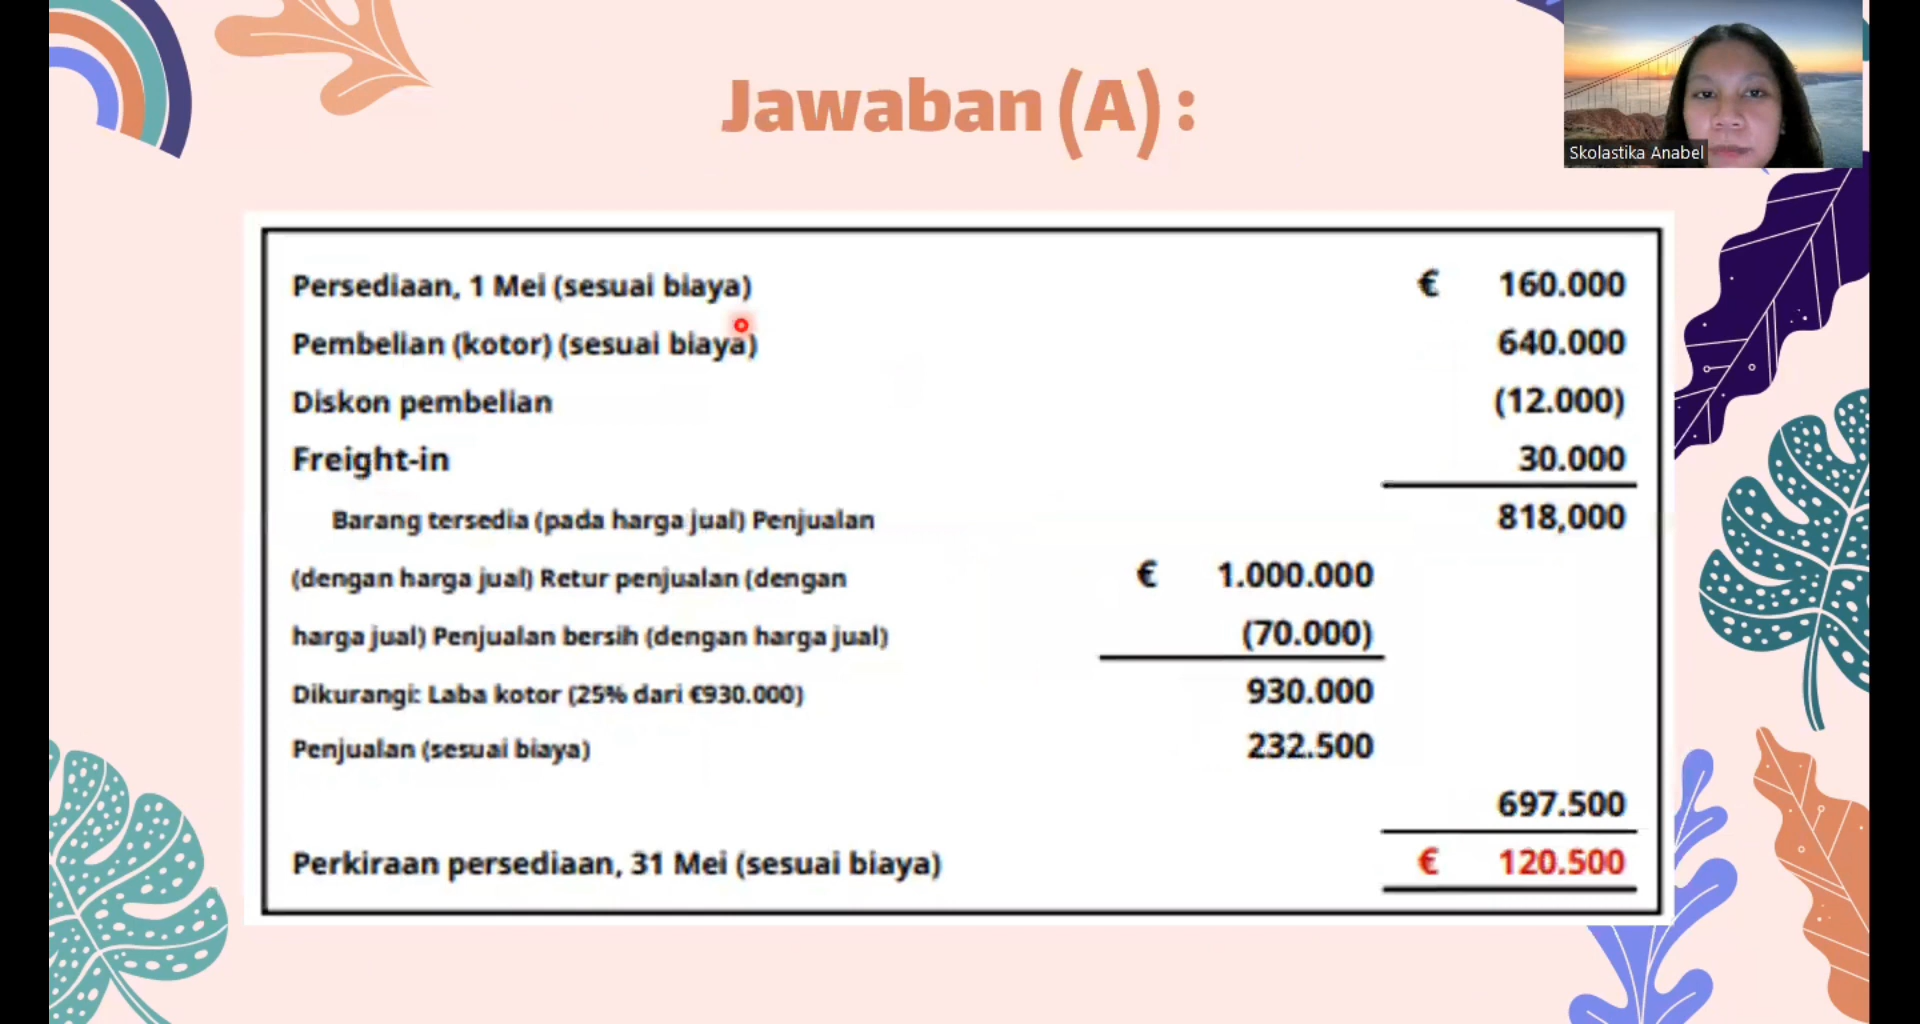 Jawaban (A) :
Skolastika Anabel
Persediaan, 1 Mei (sesuai biaya) € 160.000
Pembelian (kotor) (sesuai biaya) 640.000
Diskon pembelian (12.000)
Freight-in 30.000
Barang tersedia (pada harga jual) Penjualan 818,000
(dengan harga jual) Retur penjualan (dengan € 1.000.000
harga jual) Penjualan bersih (dengan harga jual) (70.000)
Dikurangi: Laba kotor (25% dari €930.000) 930.000
Penjualan (sesuai biaya) 232.500
697.500
Perkiraan persediaan, 31 Mei (sesuai biaya) € 120.500